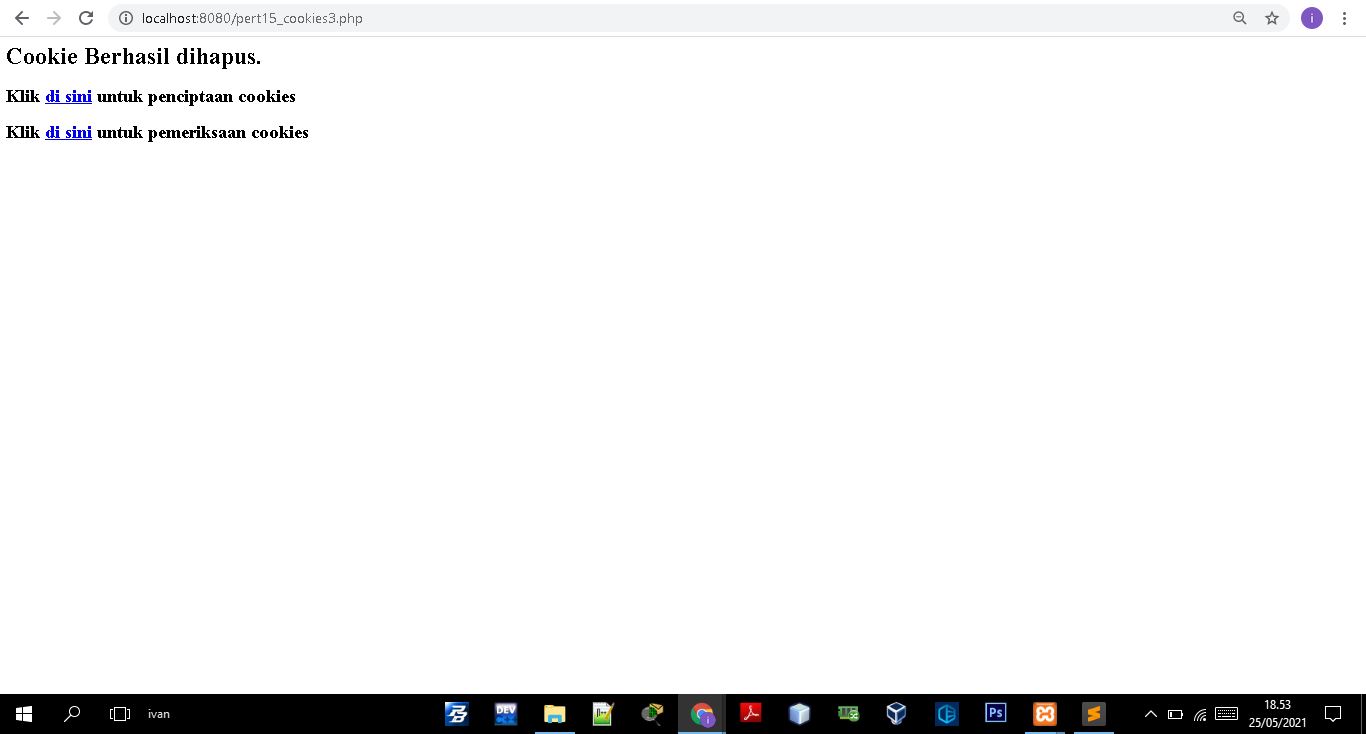 localhost:8080/pert15_cookies3.php
i
Cookie Berhasil dihapus.
Klik di sini untuk penciptaan cookies
Klik di sini untuk pemeriksaan cookies
ivan
DEV
i
Ps
18.53
25/05/2021